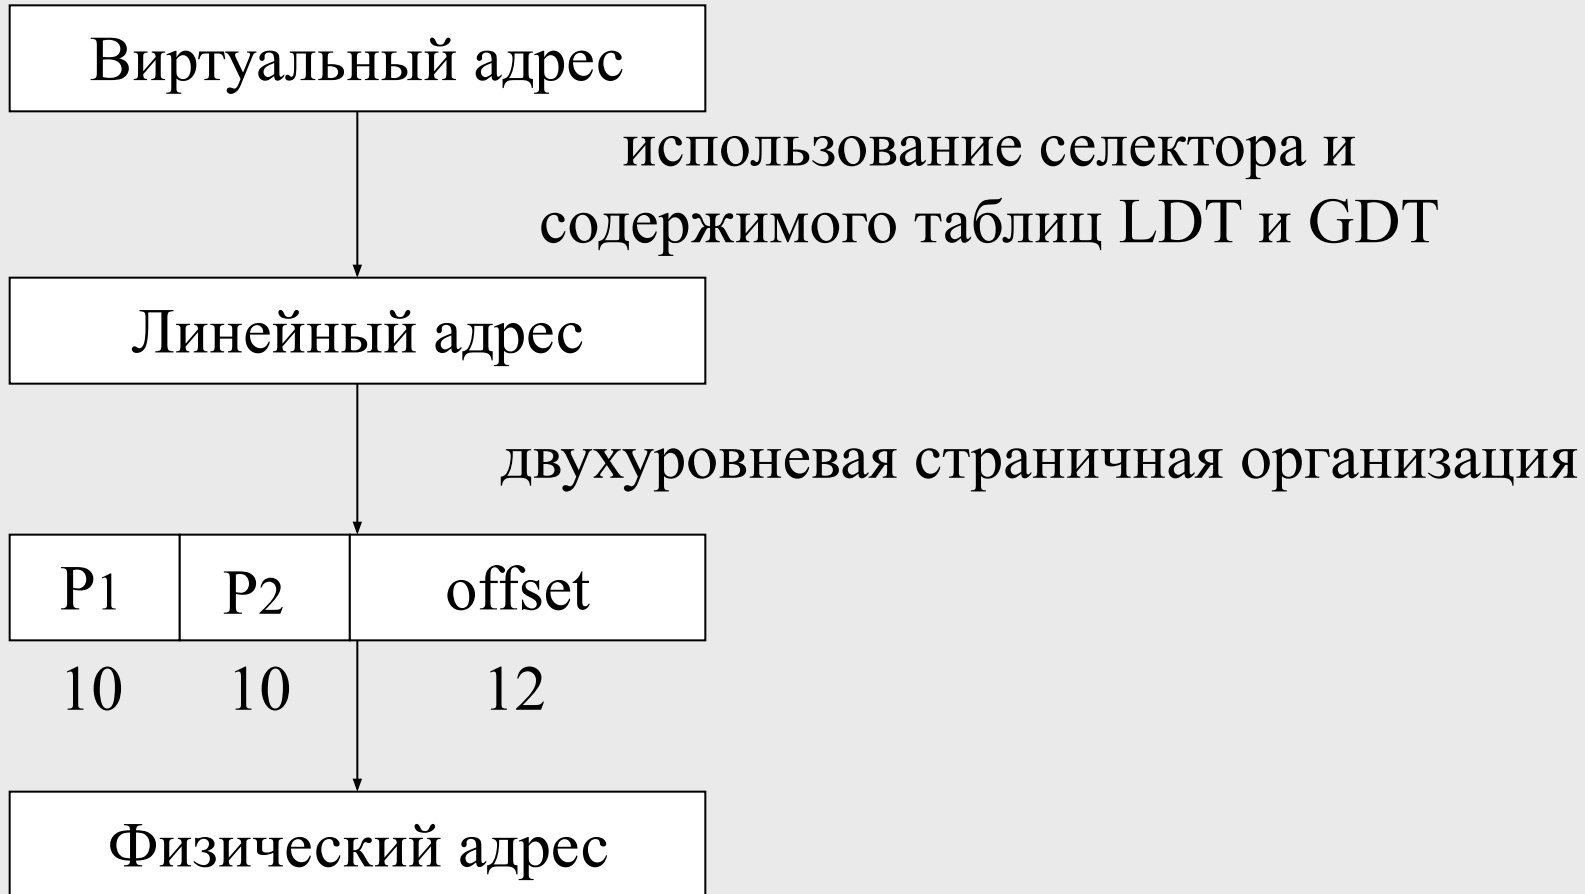 Виртуальный адрес
использование селектора и
содержимого таблиц LDT и GDT
Линейный адрес
двухуровневая страничная организация
P1 P2 offset
10 10 12
Физический адрес